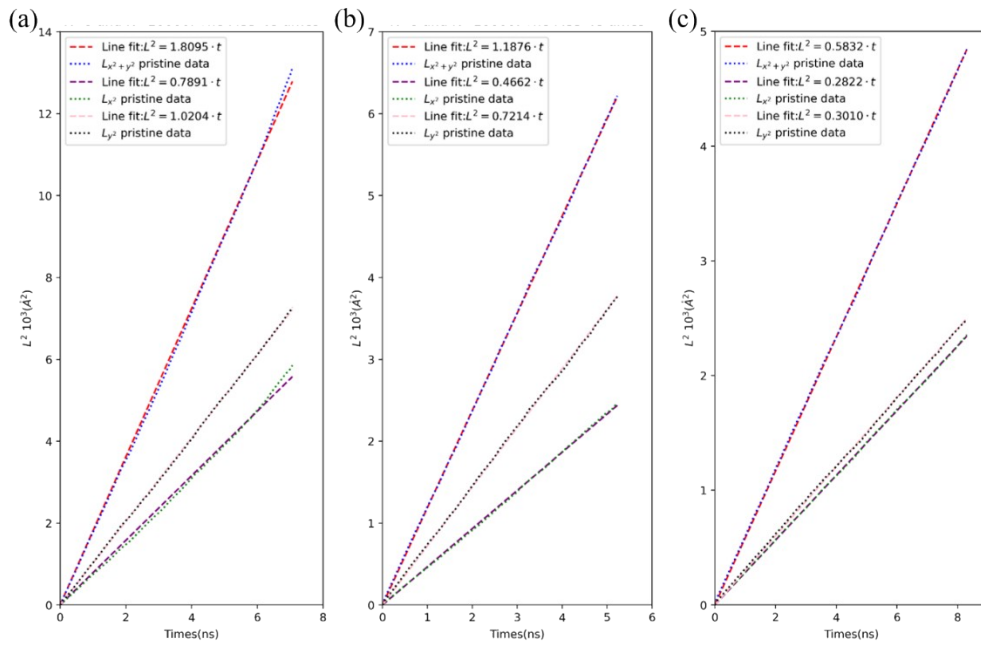 (a)
14
12
10
8
6
4
2
0
0 2 4 6 8
L² 10³(Å²)
Times(ns)
Line fit:L² = 1.8095 · t
Lx²+y² pristine data
Line fit:L² = 0.7891 · t
Lx² pristine data
Line fit:L² = 1.0204 · t
Ly² pristine data
(b)
7
6
5
4
3
2
1
0
0 1 2 3 4 5 6
L² 10³(Å²)
Times(ns)
Line fit:L² = 1.1876 · t
Lx²+y² pristine data
Line fit:L² = 0.4662 · t
Lx² pristine data
Line fit:L² = 0.7214 · t
Ly² pristine data
(c)
5
4
3
2
1
0
0 2 4 6 8
L² 10³(Å²)
Times(ns)
Line fit:L² = 0.5832 · t
Lx²+y² pristine data
Line fit:L² = 0.2822 · t
Lx² pristine data
Line fit:L² = 0.3010 · t
Ly² pristine data